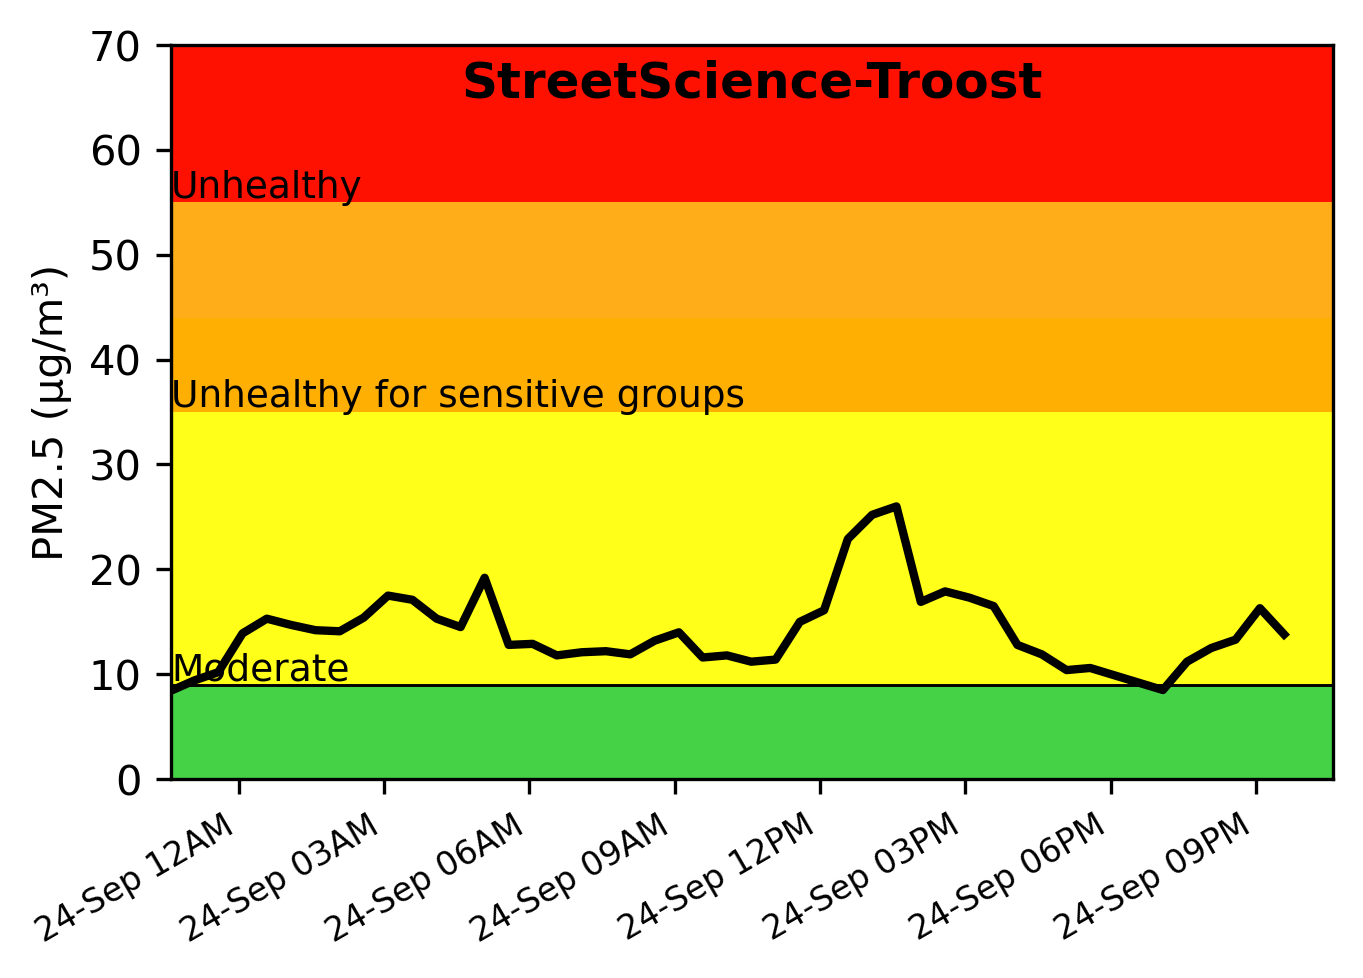 StreetScience-Troost
PM2.5 (µg/m³)
70
60
50
40
30
20
10
0
Unhealthy
Unhealthy for sensitive groups
Moderate
24-Sep 12AM
24-Sep 03AM
24-Sep 06AM
24-Sep 09AM
24-Sep 12PM
24-Sep 03PM
24-Sep 06PM
24-Sep 09PM